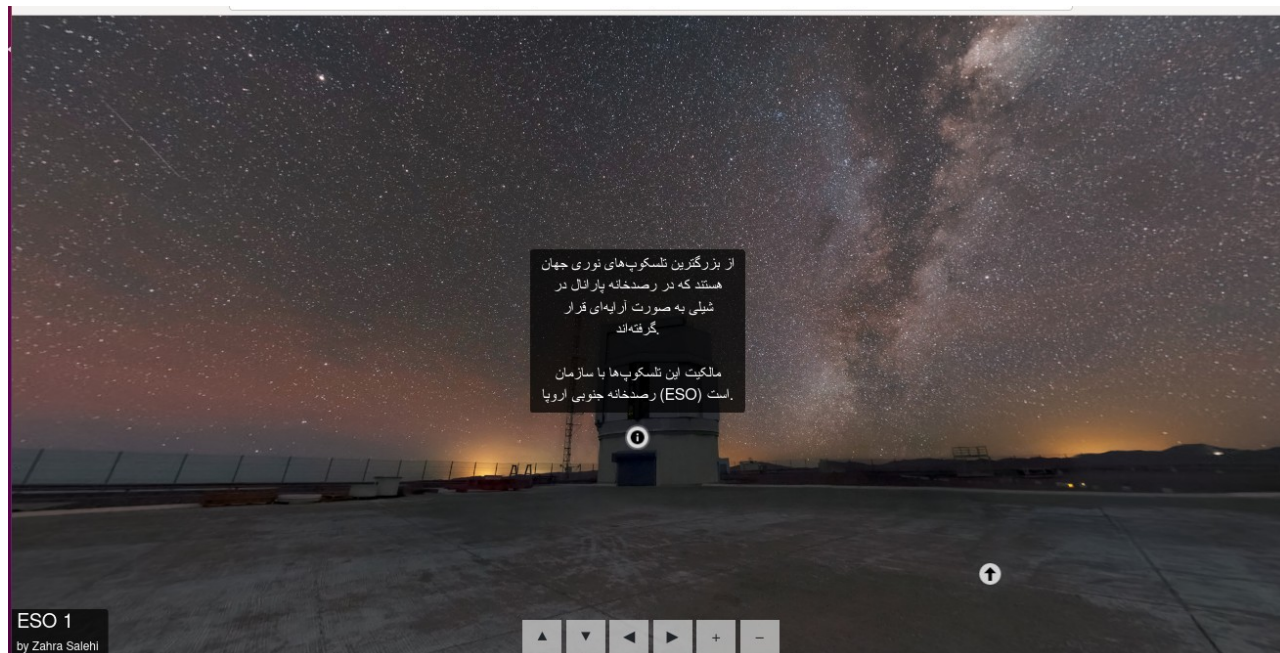 از بزرگترین تلسکوپ‌های نوری جهان
هستند که در رصدخانه پارانال در
شیلی به صورت آرایه‌ای قرار
گرفته‌اند.
مالکیت این تلسکوپ‌ها با سازمان
رصدخانه جنوبی اروپا (ESO) است.
ESO 1
by Zahra Salehi